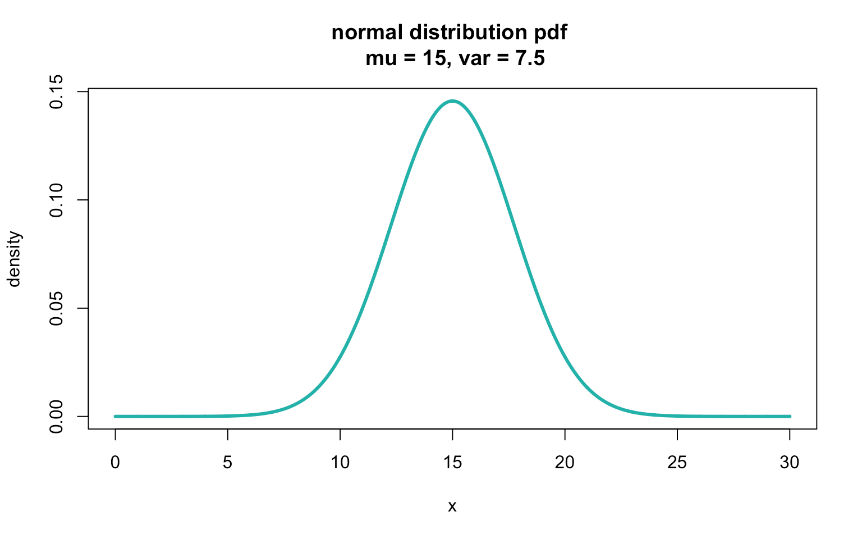 normal distribution pdf
mu = 15, var = 7.5
0.15
0.10
0.05
0.00
density
0 5 10 15 20 25 30
x